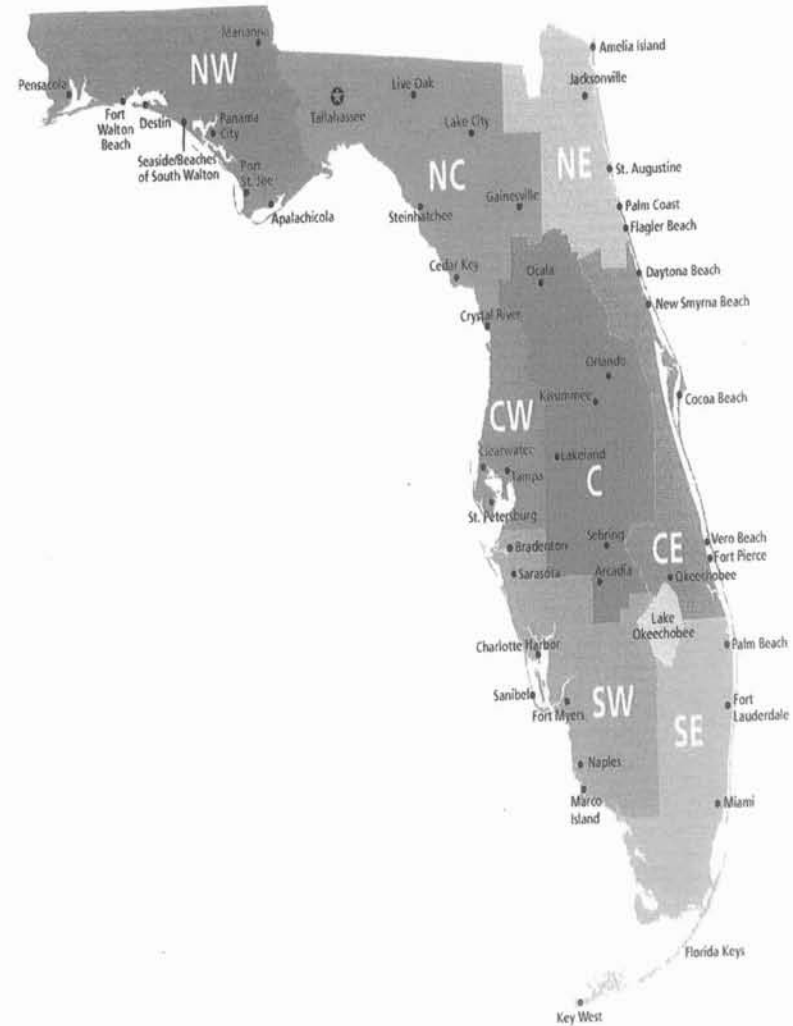 Marianna
Amelia Island
NW
Pensacola
Live Oak
Jacksonville
Fort
Walton
Beach
Destin
Panama
City
Tallahassee
Lake City
Seaside/Beaches
of South Walton
NC
NE
St. Augustine
Port
St. Joe
Gainesville
Palm Coast
Apalachicola
Steinhatchee
Flagler Beach
Cedar Key
Ocala
Daytona Beach
New Smyrna Beach
Crystal River
Orlando
Kissimmee
Cocoa Beach
CW
Clearwater
Lakeland
Tampa
C
St. Petersburg
Sebring
Vero Beach
Bradenton
CE
Fort Pierce
Sarasota
Arcadia
Okeechobee
Lake
Okeechobee
Charlotte Harbor
Palm Beach
Sanibel
Fort Myers
SW
Fort
Lauderdale
SE
Naples
Marco
Island
Miami
Florida Keys
Key West